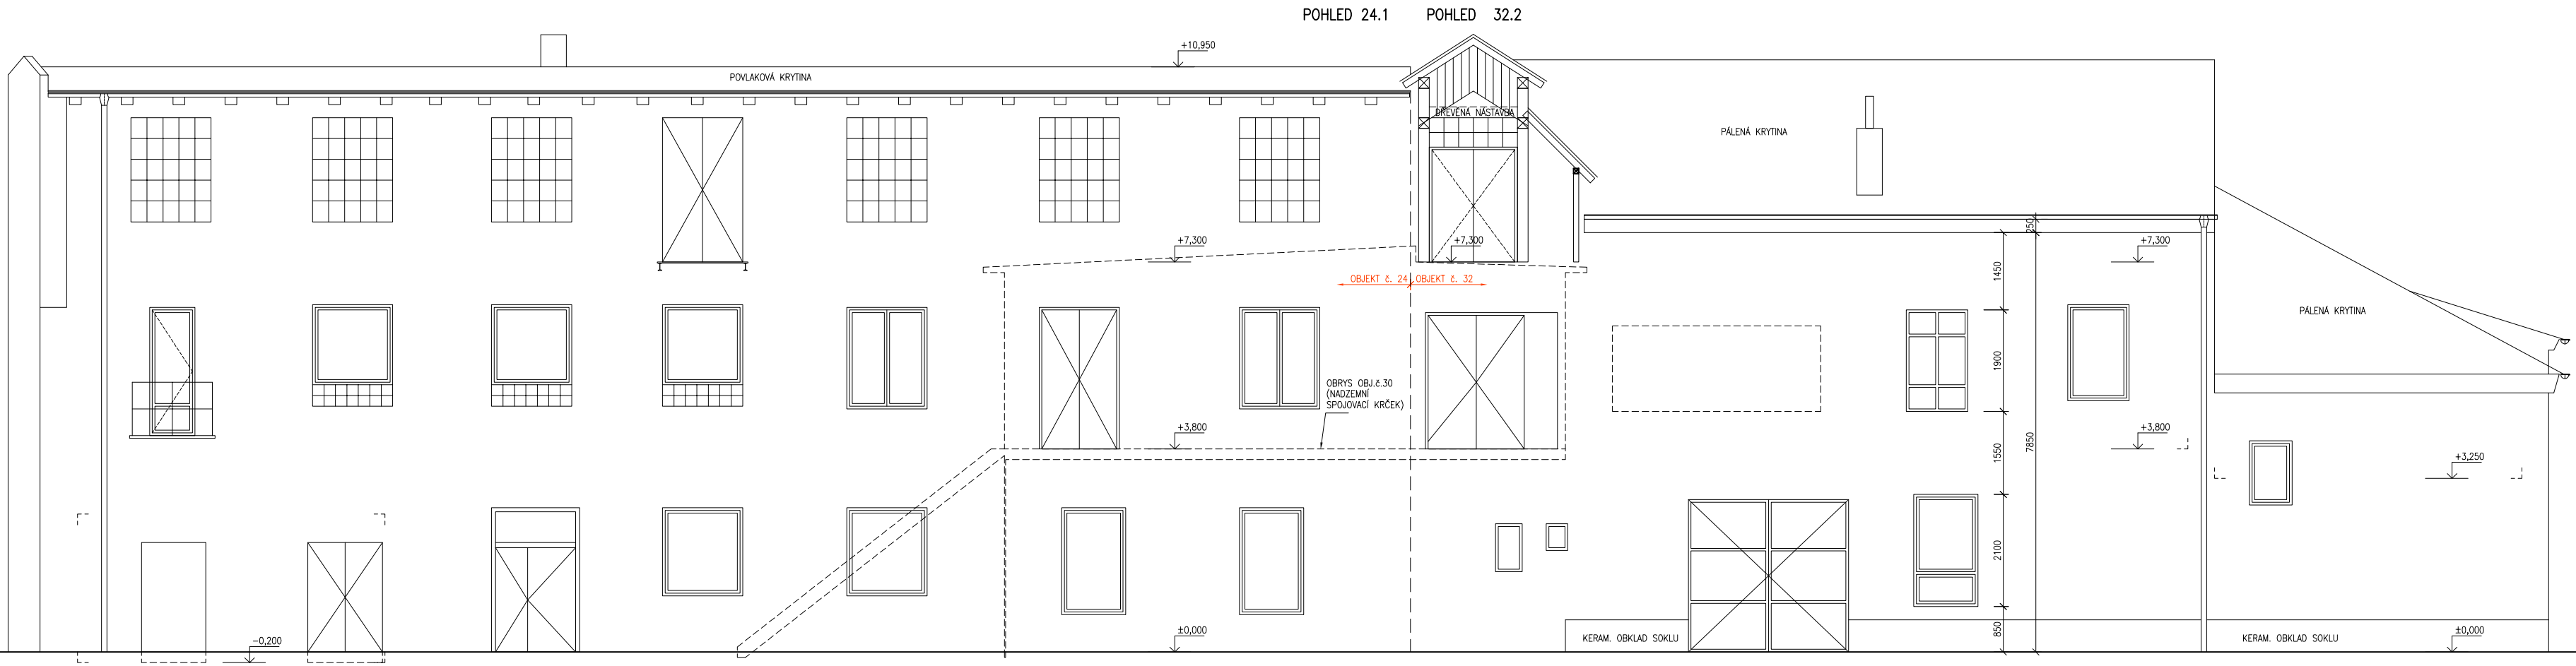 POHLED 24.1 POHLED 32.2
+10,950
POVLAKOVÁ KRYTINA
DŘEVĚNÁ NÁSTAVBA
PÁLENÁ KRYTINA
+7,300
+7,300
+7,300
250
1450
OBJEKT č. 24 OBJEKT č. 32
PÁLENÁ KRYTINA
1900
OBRYS OBJ.č.30
(NADZEMNÍ
SPOJOVACÍ KRČEK)
+3,800
+3,800
7850
1550
+3,250
2100
-0,200
±0,000
KERAM. OBKLAD SOKLU
850
KERAM. OBKLAD SOKLU
±0,000